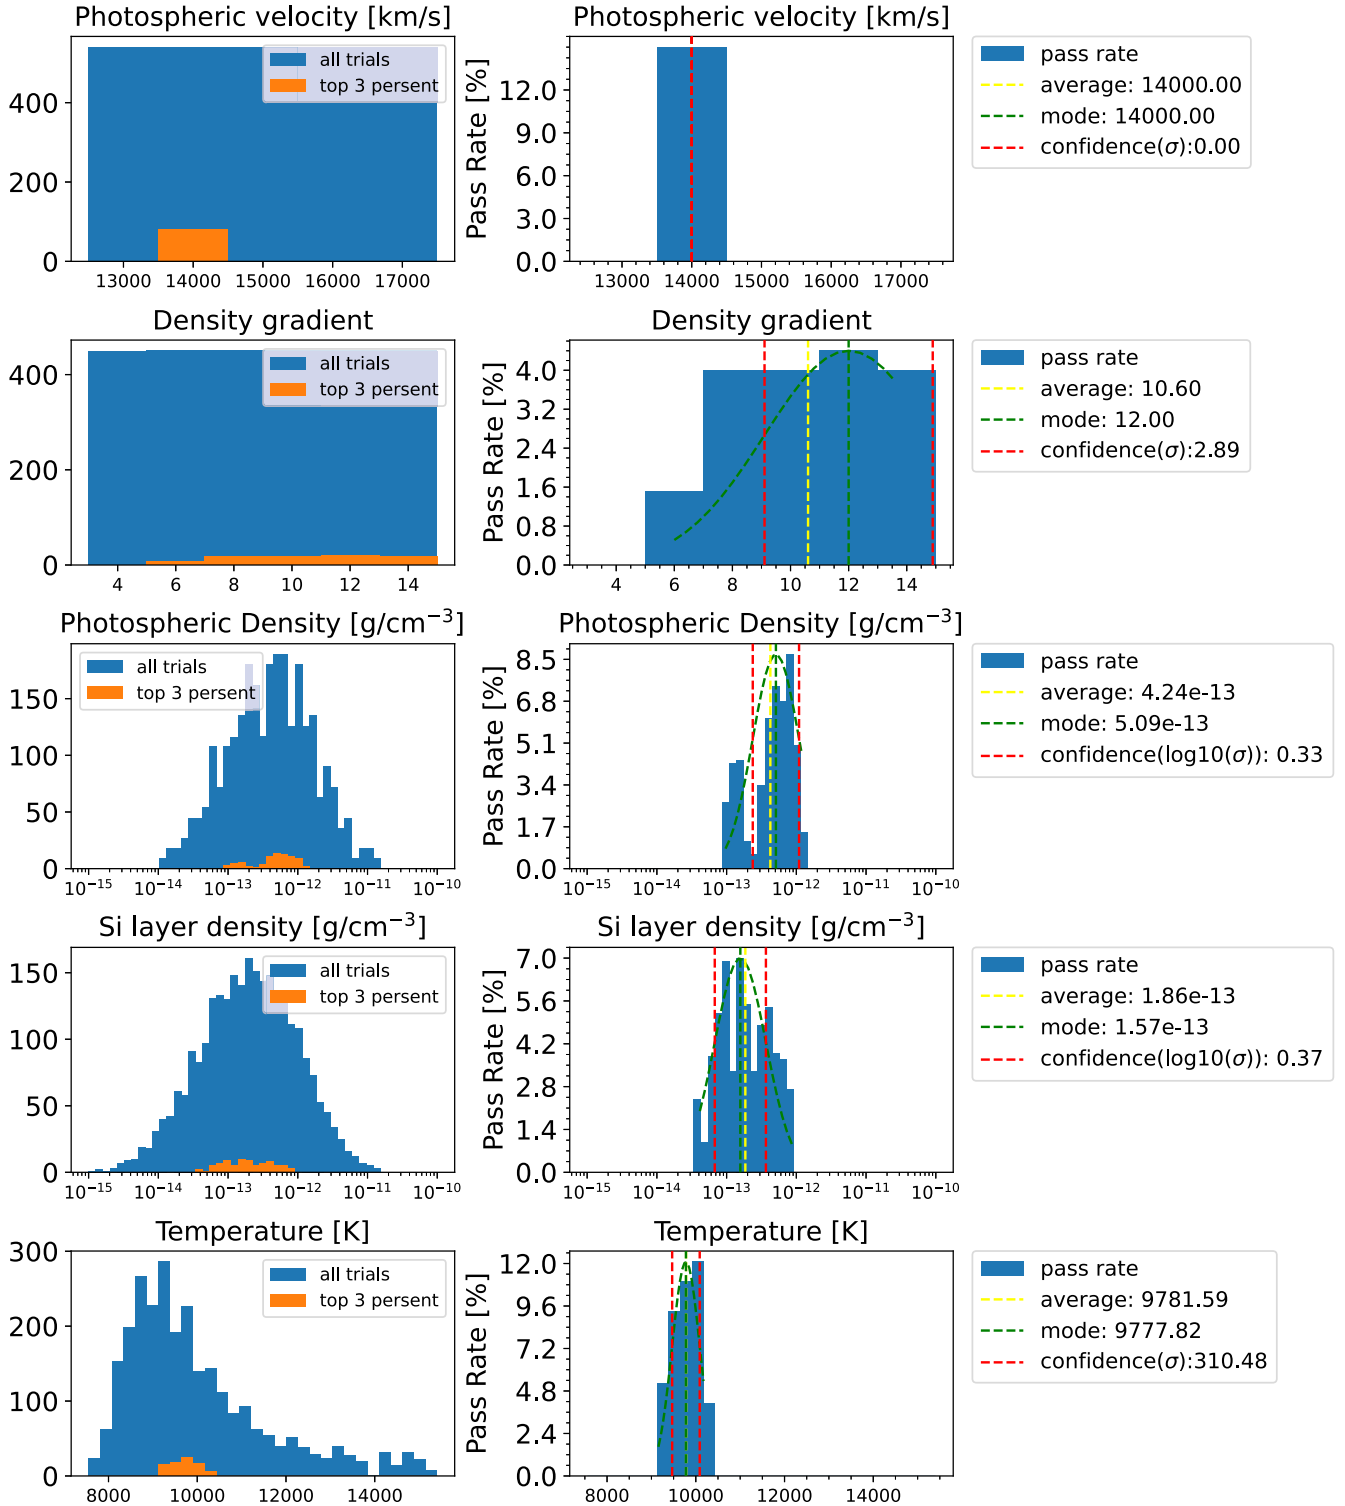 Photospheric velocity [km/s]
400
200
0
all trials
top 3 persent
13000 14000 15000 16000 17000
Photospheric velocity [km/s]
Pass Rate [%]
12.0
9.0
6.0
3.0
0.0
13000 14000 15000 16000 17000
pass rate
average: 14000.00
mode: 14000.00
confidence(σ):0.00
Density gradient
400
200
0
all trials
top 3 persent
4 6 8 10 12 14
Density gradient
Pass Rate [%]
4.0
3.2
2.4
1.6
0.8
0.0
4 6 8 10 12 14
pass rate
average: 10.60
mode: 12.00
confidence(σ):2.89
Photospheric Density [g/cm⁻³]
150
100
50
0
all trials
top 3 persent
10⁻¹⁵ 10⁻¹⁴ 10⁻¹³ 10⁻¹² 10⁻¹¹ 10⁻¹⁰
Photospheric Density [g/cm⁻³]
Pass Rate [%]
8.5
6.8
5.1
3.4
1.7
0.0
10⁻¹⁵ 10⁻¹⁴ 10⁻¹³ 10⁻¹² 10⁻¹¹ 10⁻¹⁰
pass rate
average: 4.24e-13
mode: 5.09e-13
confidence(log10(σ)): 0.33
Si layer density [g/cm⁻³]
150
100
50
0
all trials
top 3 persent
10⁻¹⁵ 10⁻¹⁴ 10⁻¹³ 10⁻¹² 10⁻¹¹ 10⁻¹⁰
Si layer density [g/cm⁻³]
Pass Rate [%]
7.0
5.6
4.2
2.8
1.4
0.0
10⁻¹⁵ 10⁻¹⁴ 10⁻¹³ 10⁻¹² 10⁻¹¹ 10⁻¹⁰
pass rate
average: 1.86e-13
mode: 1.57e-13
confidence(log10(σ)): 0.37
Temperature [K]
300
200
100
0
all trials
top 3 persent
8000 10000 12000 14000
Temperature [K]
Pass Rate [%]
12.0
9.6
7.2
4.8
2.4
0.0
8000 10000 12000 14000
pass rate
average: 9781.59
mode: 9777.82
confidence(σ):310.48